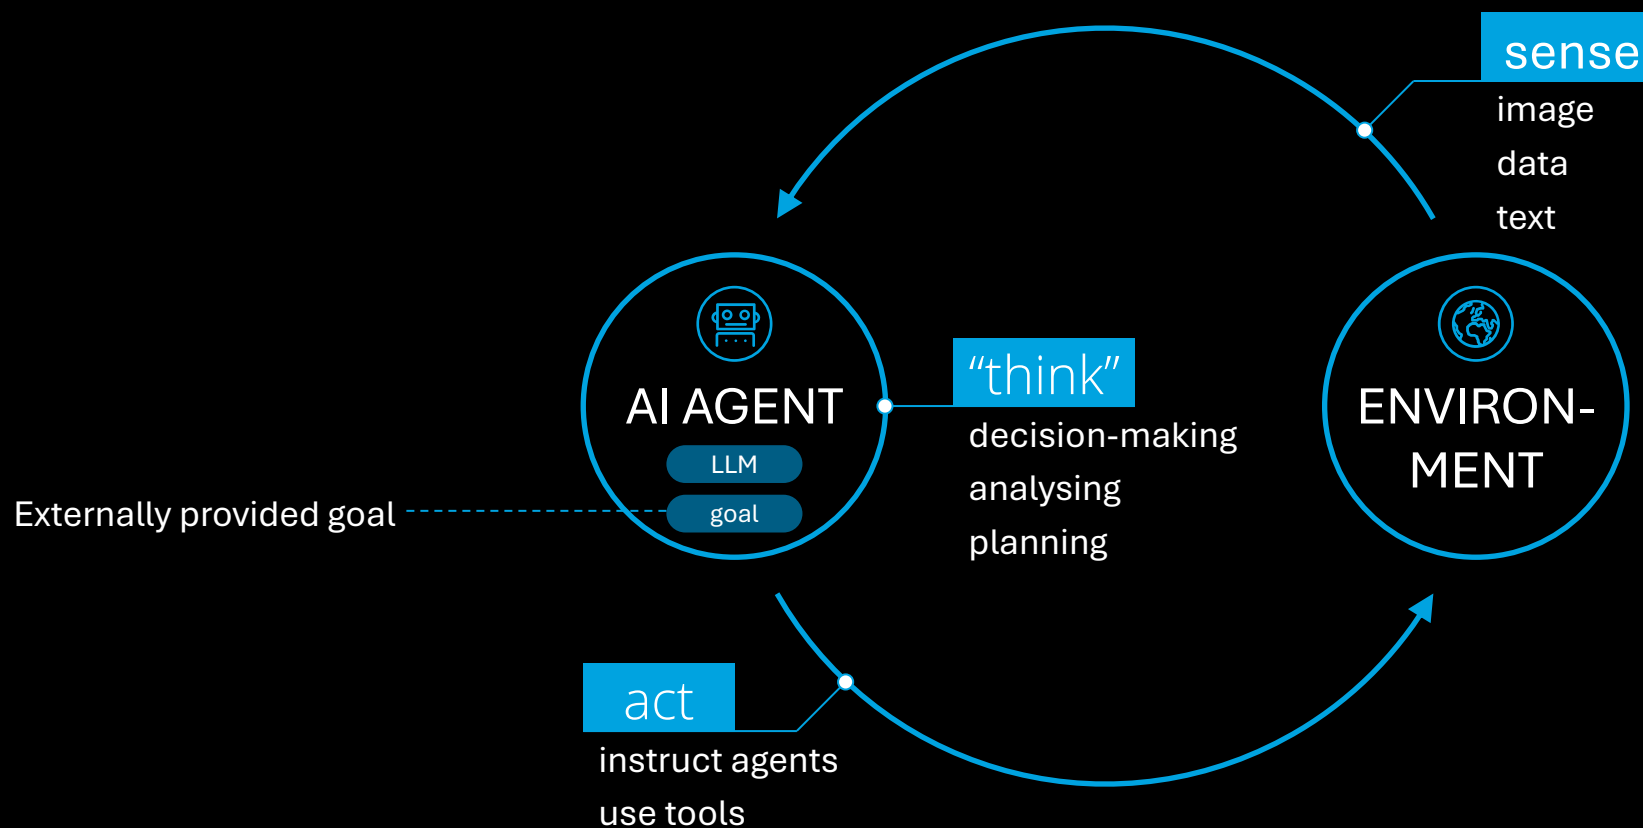 sense
image
data
text
AI AGENT
LLM
goal
Externally provided goal
“think”
decision-making
analysing
planning
ENVIRON-
MENT
act
instruct agents
use tools